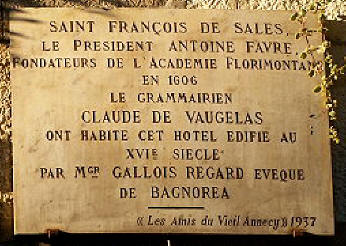 SAINT FRANÇOIS DE SALES,
LE PRESIDENT ANTOINE FAVRE,
FONDATEURS DE L'ACADEMIE FLORIMONTANE
EN 1606
LE GRAMMAIRIEN
CLAUDE DE VAUGELAS
ONT HABITE CET HOTEL EDIFIE AU
XVIE SIECLE
PAR MGR GALLOIS REGARD EVEQUE
DE BAGNOREA
« Les Amis du Vieil Annecy » 1937